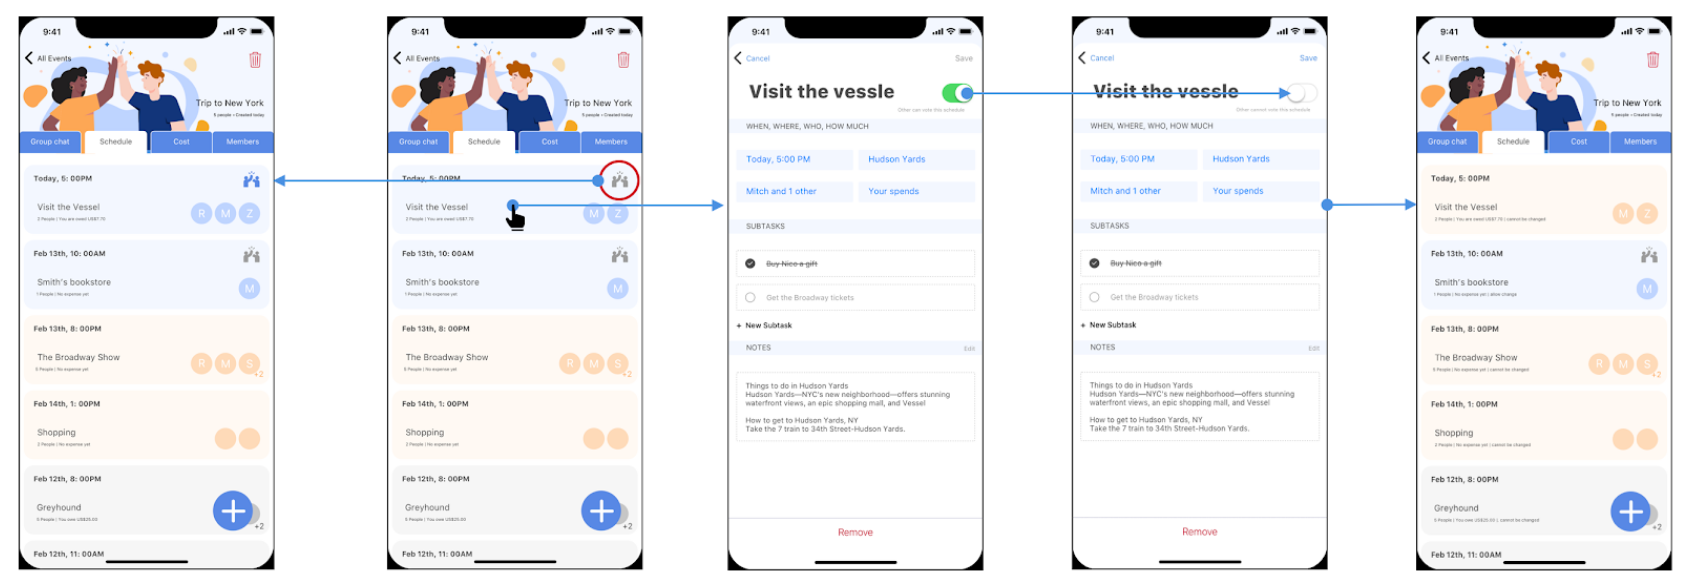 9:41
All Events
Trip to New York
5 people • Created today
Group chat
Schedule
Cost
Members
Today, 5: 00PM
Visit the Vessel
2 People | You are owed US$7.70
R M Z
Feb 13th, 10: 00AM
Smith's bookstore
1 People | No expense yet
M
Feb 13th, 8: 00PM
The Broadway Show
5 People | No expense yet
R M S
+2
Feb 14th, 1: 00PM
Shopping
2 People | No expense yet
Feb 12th, 8: 00PM
Greyhound
5 People | You owe US$25.00
+2
Feb 12th, 11: 00AM
9:41
All Events
Trip to New York
5 people • Created today
Group chat
Schedule
Cost
Members
Today, 5: 00PM
Visit the Vessel
2 People | You are owed US$7.70
M Z
Feb 13th, 10: 00AM
Smith's bookstore
1 People | No expense yet
M
Feb 13th, 8: 00PM
The Broadway Show
5 People | No expense yet
R M S
+2
Feb 14th, 1: 00PM
Shopping
2 People | No expense yet
Feb 12th, 8: 00PM
Greyhound
5 People | You owe US$25.00
+2
Feb 12th, 11: 00AM
9:41
Cancel
Save
Visit the vessle
Other can vote this schedule
WHEN, WHERE, WHO, HOW MUCH
Today, 5:00 PM
Hudson Yards
Mitch and 1 other
Your spends
SUBTASKS
Buy Nico a gift
Get the Broadway tickets
+ New Subtask
NOTES
Edit
Things to do in Hudson Yards
Hudson Yards—NYC's new neighborhood—offers stunning
waterfront views, an epic shopping mall, and Vessel
How to get to Hudson Yards, NY
Take the 7 train to 34th Street-Hudson Yards.
Remove
9:41
Cancel
Save
Visit the vessle
Other cannot vote this schedule
WHEN, WHERE, WHO, HOW MUCH
Today, 5:00 PM
Hudson Yards
Mitch and 1 other
Your spends
SUBTASKS
Buy Nico a gift
Get the Broadway tickets
+ New Subtask
NOTES
Edit
Things to do in Hudson Yards
Hudson Yards—NYC's new neighborhood—offers stunning
waterfront views, an epic shopping mall, and Vessel
How to get to Hudson Yards, NY
Take the 7 train to 34th Street-Hudson Yards.
Remove
9:41
All Events
Trip to New York
5 people • Created today
Group chat
Schedule
Cost
Members
Today, 5: 00PM
Visit the Vessel
2 People | You are owed US$7.70 | cannot be changed
M Z
Feb 13th, 10: 00AM
Smith's bookstore
1 People | No expense yet | allow change
M
Feb 13th, 8: 00PM
The Broadway Show
5 People | No expense yet | cannot be changed
R M S
+2
Feb 14th, 1: 00PM
Shopping
2 People | No expense yet | cannot be changed
Feb 12th, 8: 00PM
Greyhound
5 People | You owe US$25.00 | cannot be changed
+2
Feb 12th, 11: 00AM